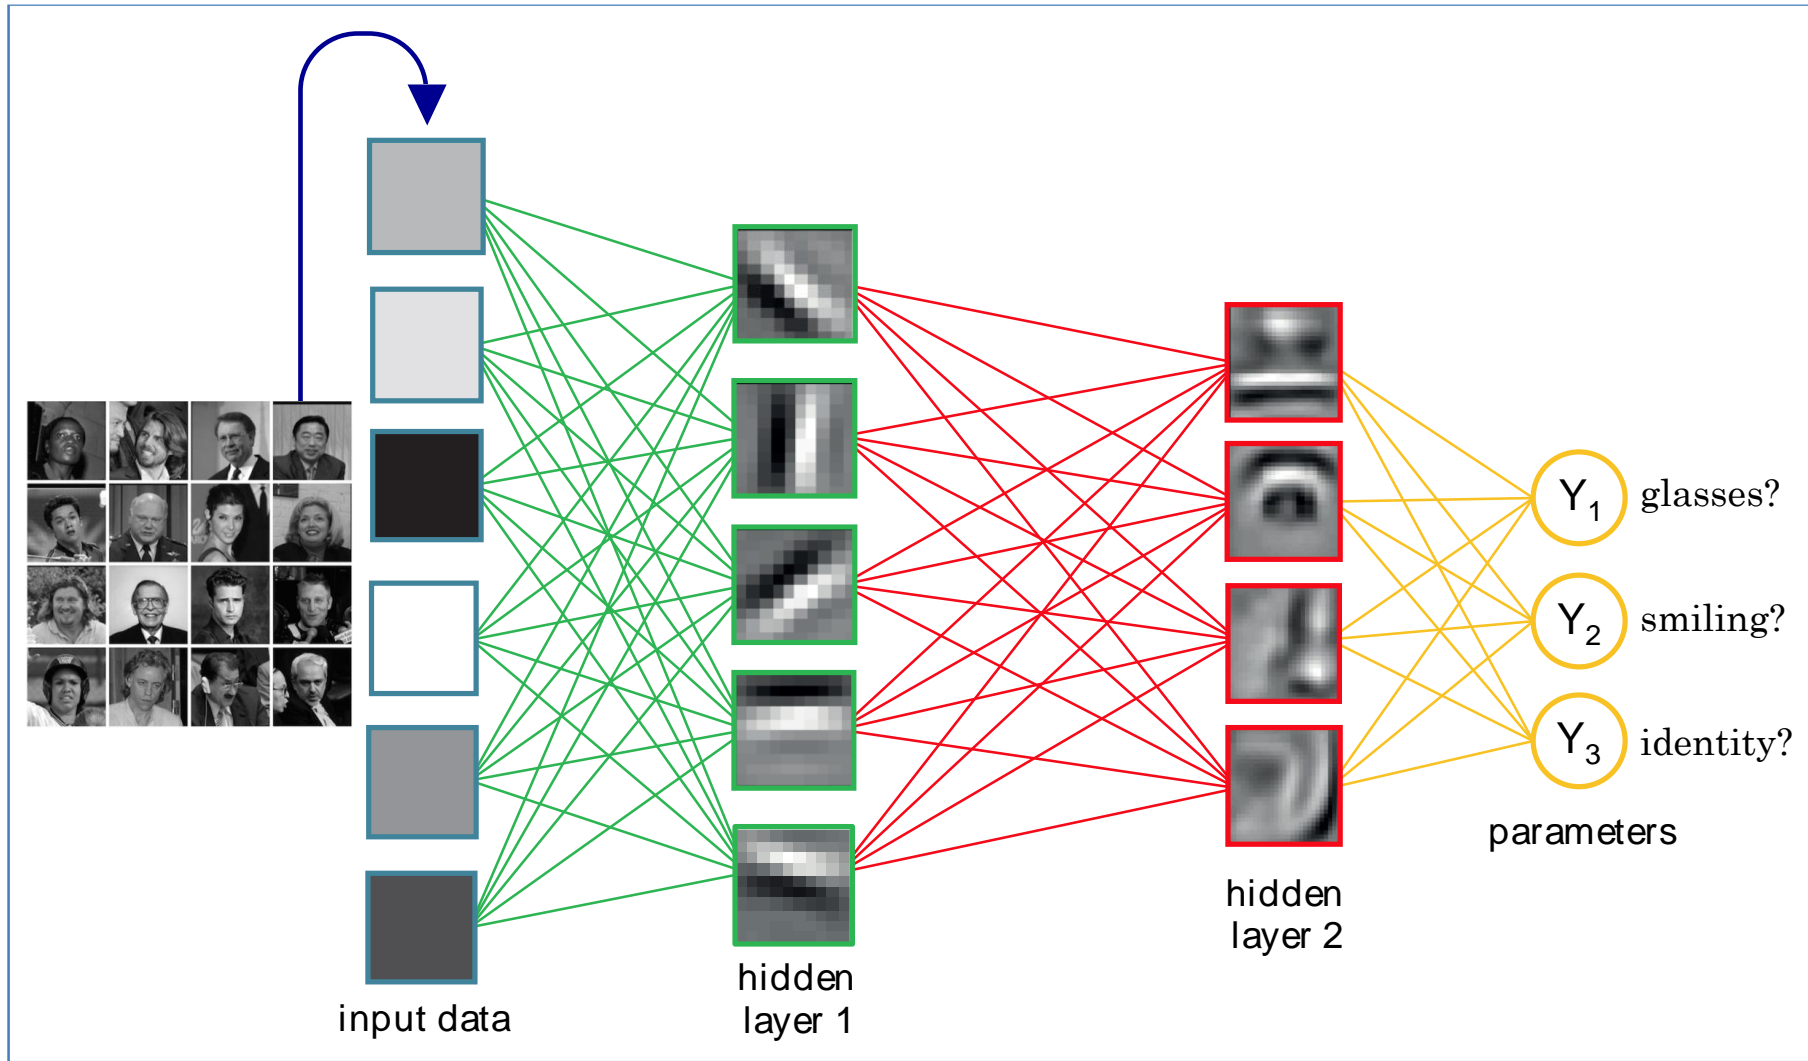 input data
hidden
layer 1
hidden
layer 2
Y1 glasses?
Y2 smiling?
Y3 identity?
parameters